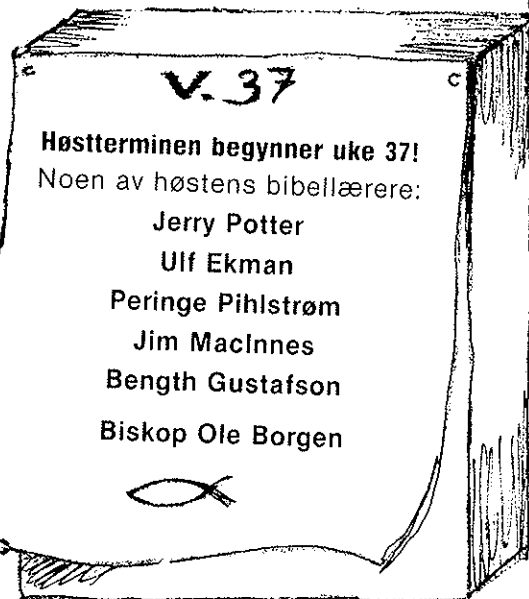 V. 37
Høstterminen begynner uke 37!
Noen av høstens bibellærere:
Jerry Potter
Ulf Ekman
Peringe Pihlstrøm
Jim MacInnes
Bength Gustafson
Biskop Ole Borgen